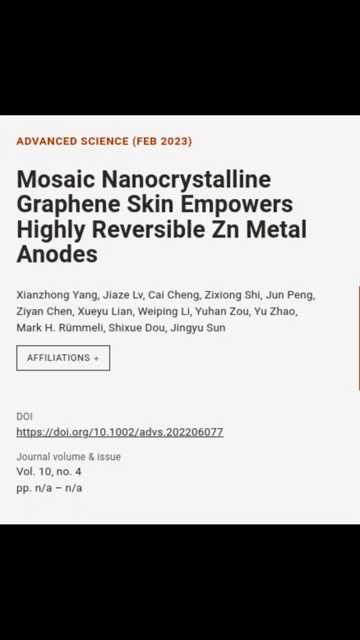 ADVANCED SCIENCE (FEB 2023)
Mosaic Nanocrystalline
Graphene Skin Empowers
Highly Reversible Zn Metal
Anodes
Xianzhong Yang, Jiaze Lv, Cai Cheng, Zixiong Shi, Jun Peng,
Ziyan Chen, Xueyu Lian, Weiping Li, Yuhan Zou, Yu Zhao,
Mark H. Rümmeli, Shixue Dou, Jingyu Sun
AFFILIATIONS +
DOI
https://doi.org/10.1002/advs.202206077
Journal volume & issue
Vol. 10, no. 4
pp. n/a – n/a